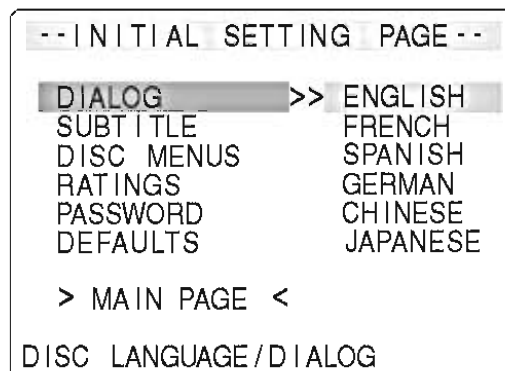 --INITIAL SETTING PAGE--
DIALOG >> ENGLISH
SUBTITLE FRENCH
DISC MENUS SPANISH
RATINGS GERMAN
PASSWORD CHINESE
DEFAULTS JAPANESE
> MAIN PAGE <
DISC LANGUAGE/DIALOG